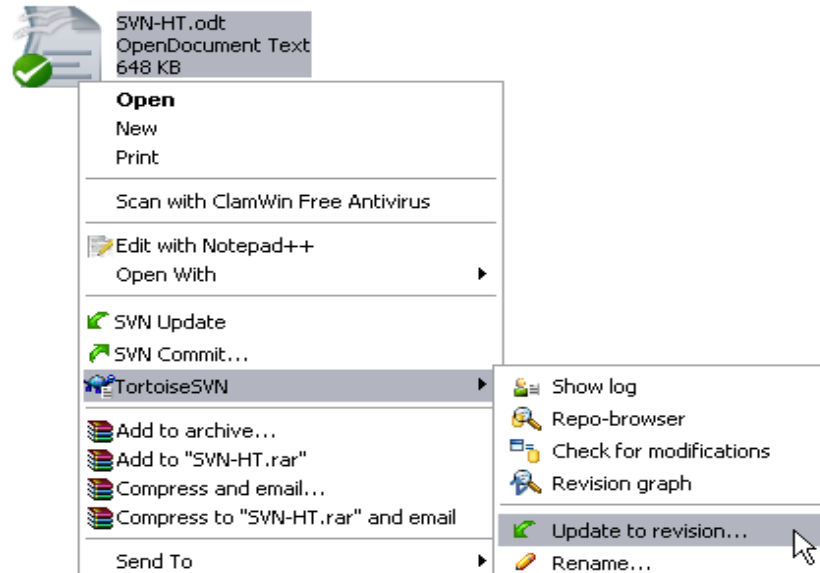 SVN-HT.odt
OpenDocument Text
648 KB
Open
New
Print
Scan with ClamWin Free Antivirus
Edit with Notepad++
Open With
SVN Update
SVN Commit...
TortoiseSVN
Add to archive...
Add to "SVN-HT.rar"
Compress and email...
Compress to "SVN-HT.rar" and email
Send To
Show log
Repo-browser
Check for modifications
Revision graph
Update to revision...
Rename...